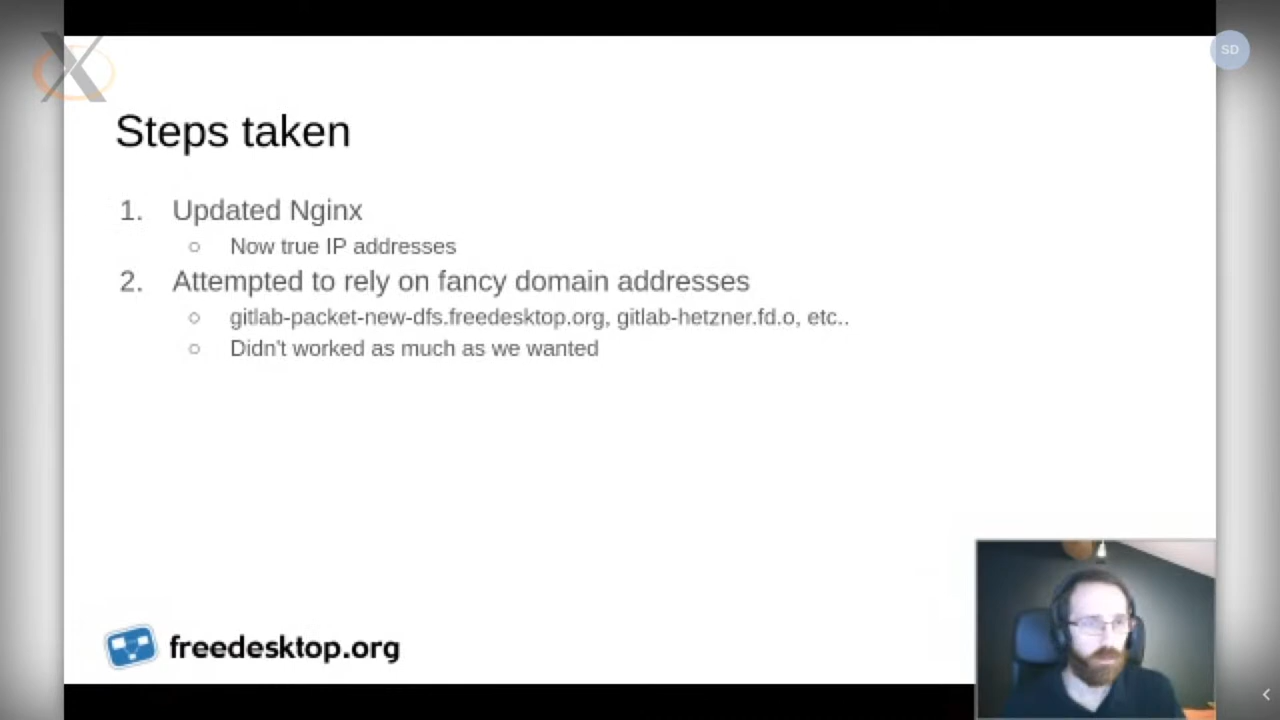 SD
Steps taken
1. Updated Nginx
○ Now true IP addresses
2. Attempted to rely on fancy domain addresses
○ gitlab-packet-new-dfs.freedesktop.org, gitlab-hetzner.fd.o, etc..
○ Didn't worked as much as we wanted
freedesktop.org